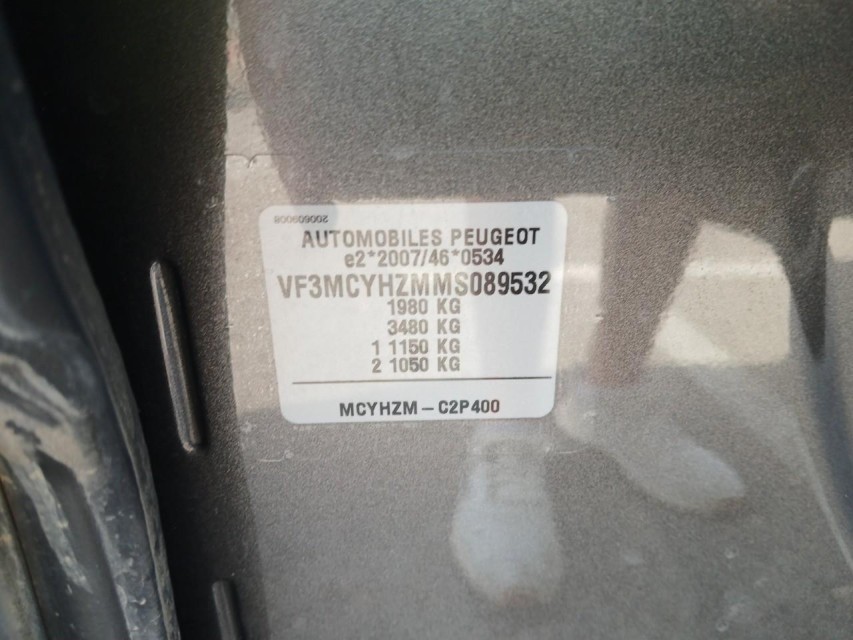 200609008
AUTOMOBILES PEUGEOT
e2*2007/46*0534
VF3MCYHZMMS089532
1980 KG
3480 KG
1 1150 KG
2 1050 KG
MCYHZM – C2P400